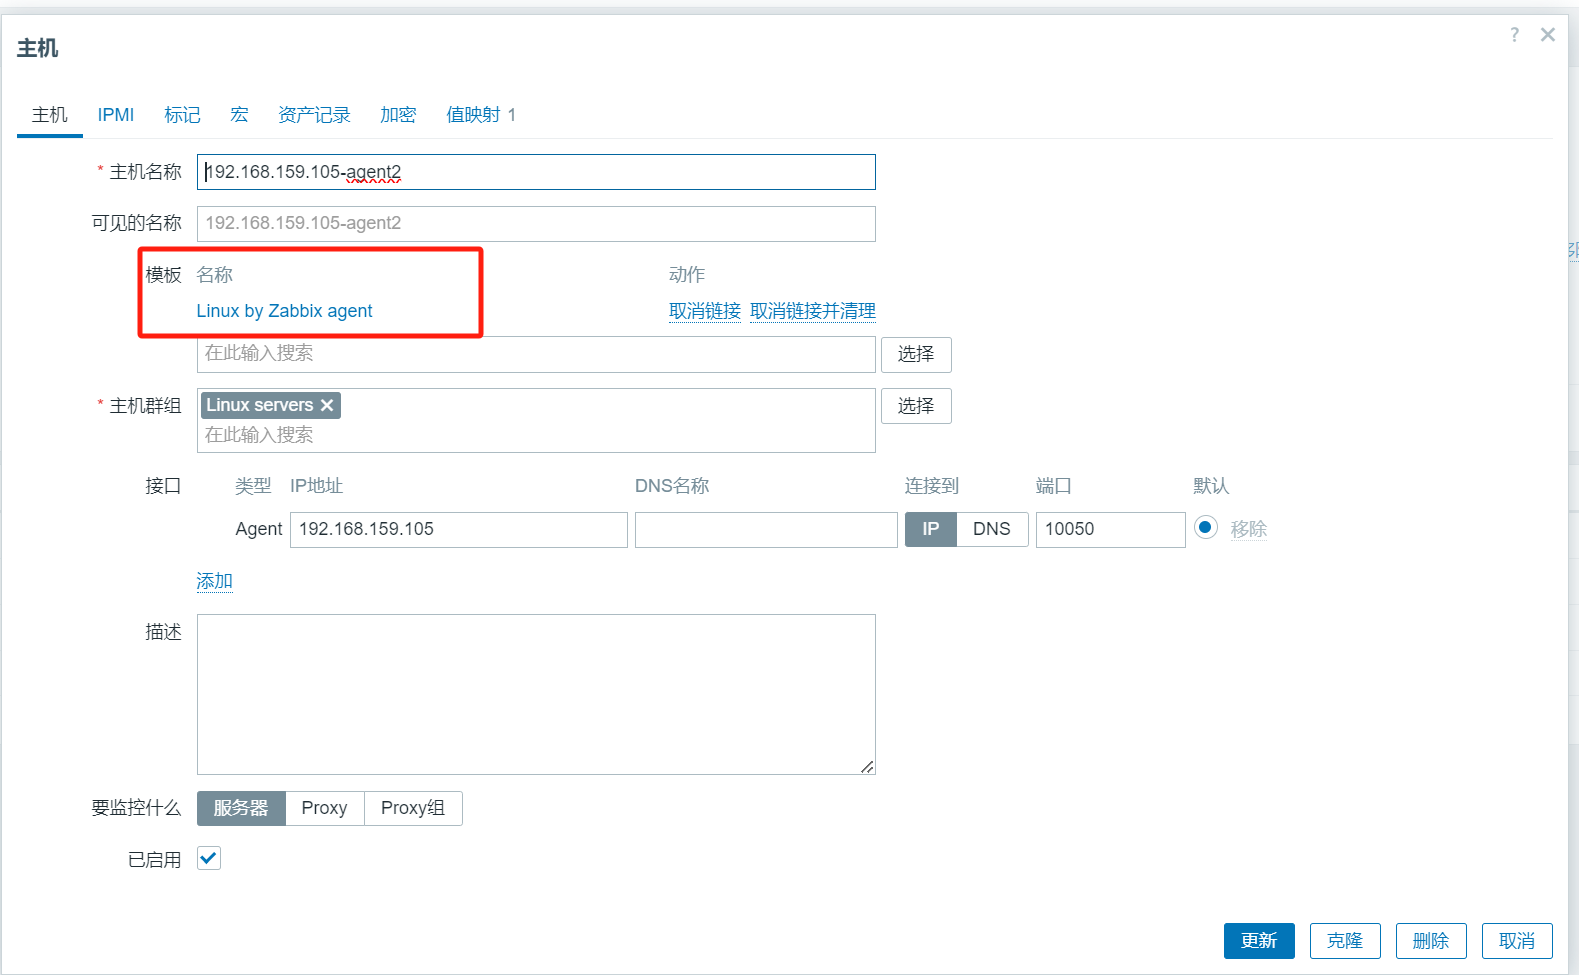 主机
?
主机 IPMI 标记 宏 资产记录 加密 值映射 1
* 主机名称 192.168.159.105-agent2
可见的名称 192.168.159.105-agent2
模板 名称 动作
Linux by Zabbix agent 取消链接 取消链接并清理
在此输入搜索 选择
* 主机群组 Linux servers 选择
在此输入搜索
接口 类型 IP地址 DNS名称 连接到 端口 默认
Agent 192.168.159.105 IP DNS 10050 移除
添加
描述
要监控什么 服务器 Proxy Proxy组
已启用
更新 克隆 删除 取消